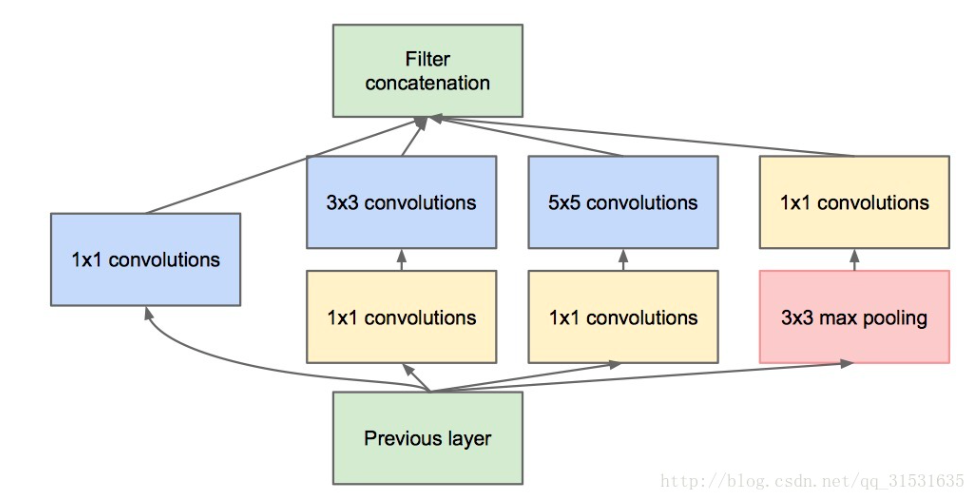 Filter
concatenation
3x3 convolutions
5x5 convolutions
1x1 convolutions
1x1 convolutions
1x1 convolutions
1x1 convolutions
3x3 max pooling
Previous layer
http://blog.csdn.net/qq_31531635